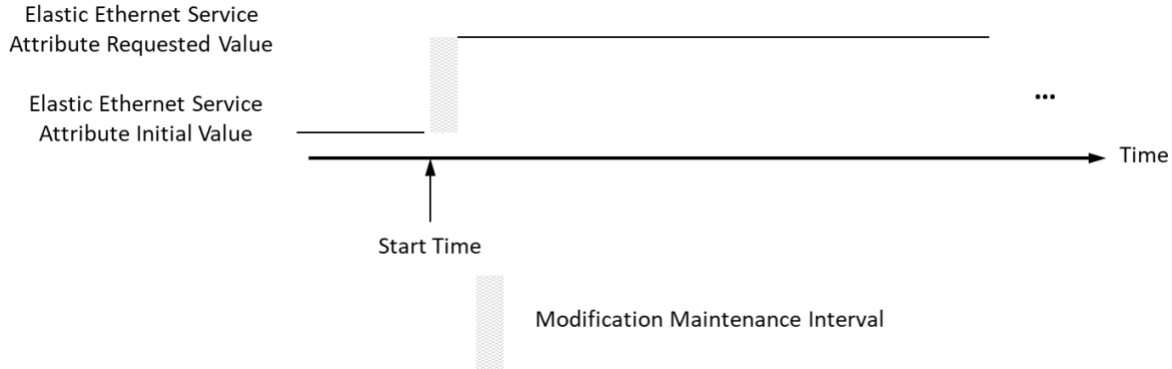 Elastic Ethernet Service
Attribute Requested Value
Elastic Ethernet Service
Attribute Initial Value
...
Time
Start Time
Modification Maintenance Interval